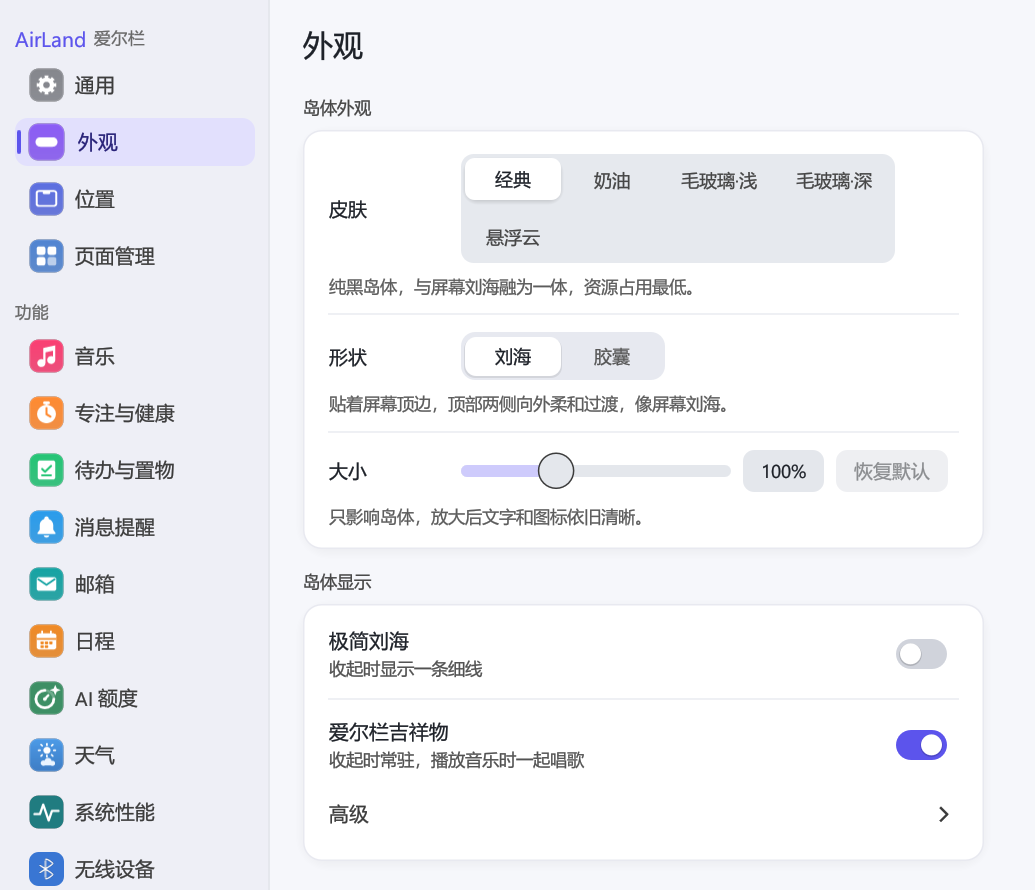 AirLand 爱尔栏
通用
外观
位置
页面管理
功能
音乐
专注与健康
待办与置物
消息提醒
邮箱
日程
AI 额度
天气
系统性能
无线设备
外观
岛体外观
皮肤
经典
奶油
毛玻璃·浅
毛玻璃·深
悬浮云
纯黑岛体，与屏幕刘海融为一体，资源占用最低。
形状
刘海
胶囊
贴着屏幕顶边，顶部两侧向外柔和过渡，像屏幕刘海。
大小
100%
恢复默认
只影响岛体，放大后文字和图标依旧清晰。
岛体显示
极简刘海
收起时显示一条细线
爱尔栏吉祥物
收起时常驻，播放音乐时一起唱歌
高级